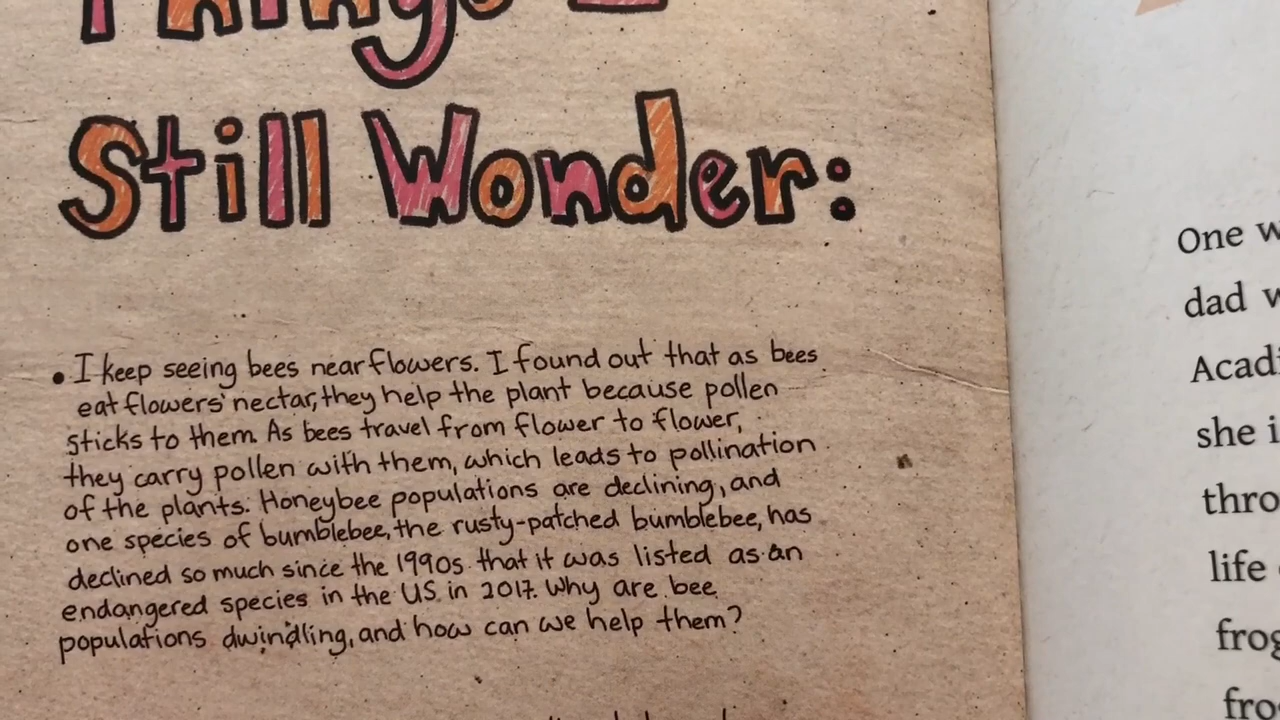 Things I
Still Wonder:
• I keep seeing bees near flowers. I found out that as bees
eat flowers' nectar, they help the plant because pollen
sticks to them. As bees travel from flower to flower,
they carry pollen with them, which leads to pollination
of the plants. Honeybee populations are declining, and
one species of bumblebee, the rusty-patched bumblebee, has
declined so much since the 1990s that it was listed as an
endangered species in the US in 2017. Why are bee
populations dwindling, and how can we help them?
One
dad
Acadi
she
thro
life
frog
fro